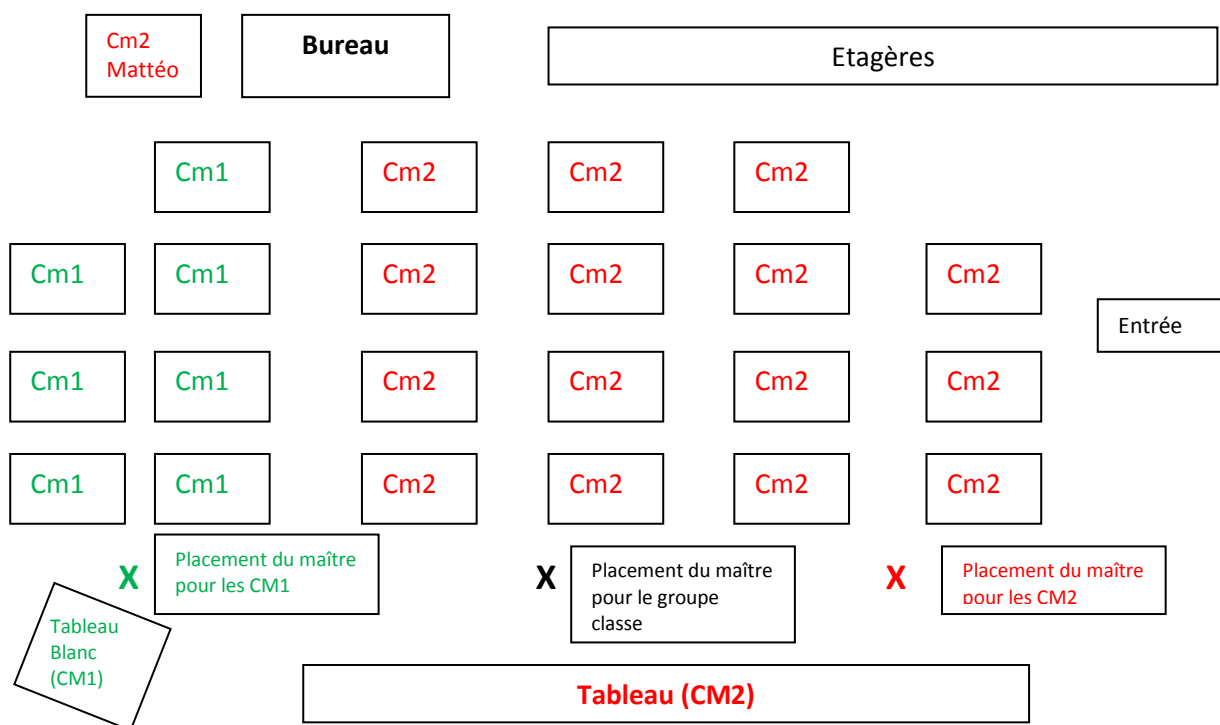 Cm2
Mattéo
Bureau
Etagères
Cm1
Cm2
Cm2
Cm2
Cm1
Cm1
Cm2
Cm2
Cm2
Cm2
Entrée
Cm1
Cm1
Cm2
Cm2
Cm2
Cm2
Cm1
Cm1
Cm2
Cm2
Cm2
Cm2
X
Placement du maître
pour les CM1
X
Placement du maître
pour le groupe
classe
X
Placement du maître
pour les CM2
Tableau
Blanc
(CM1)
Tableau (CM2)